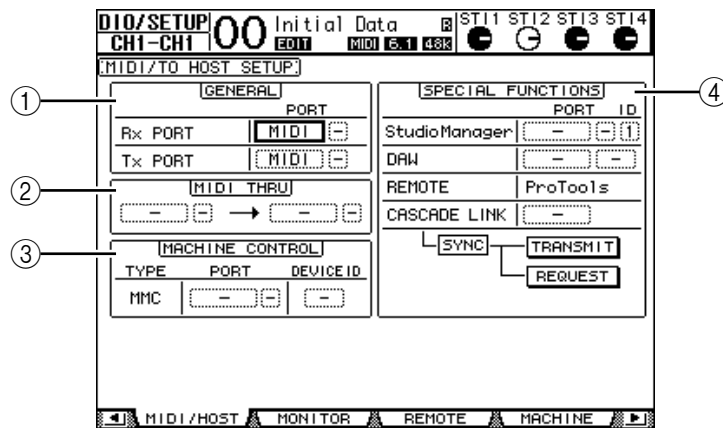 DIO/SETUP
CH1-CH1
00 Initial Data R
EDIT MIDI 6.1 48K
ST1 ST2 ST3 ST4
MIDI/TO HOST SETUP
1
GENERAL
PORT
Rx PORT MIDI -
Tx PORT MIDI -
2
MIDI THRU
- - → - -
3
MACHINE CONTROL
TYPE PORT DEVICE ID
MMC - - -
4
SPECIAL FUNCTIONS
PORT ID
StudioManager - - 1
DAW - -
REMOTE ProTools
CASCADE LINK -
SYNC TRANSMIT
REQUEST
MIDI/HOST MONITOR REMOTE MACHINE